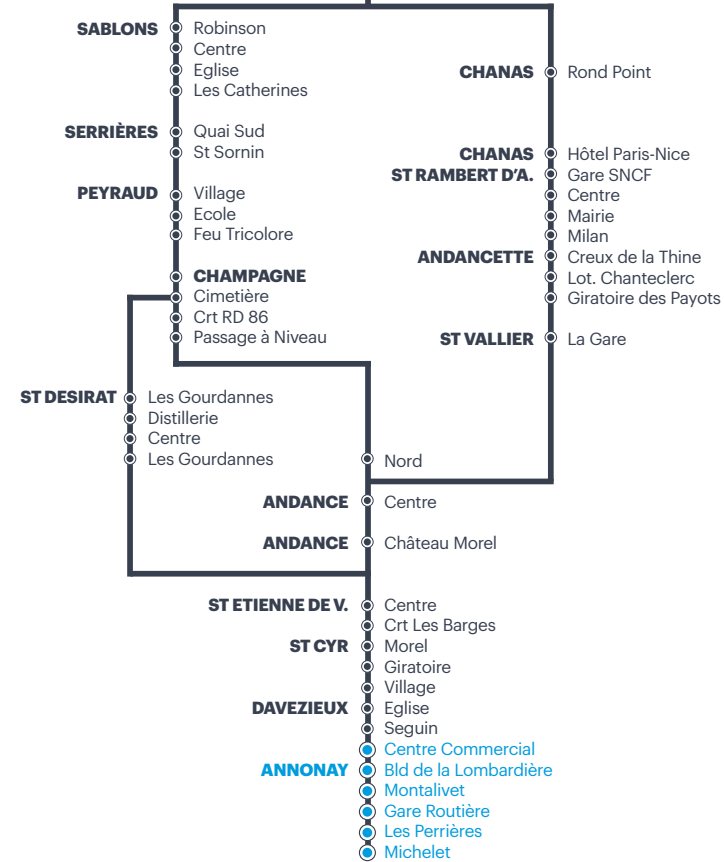 SABLONS Robinson
Centre
Eglise
Les Catherines
SERRIÈRES Quai Sud
St Sornin
PEYRAUD Village
Ecole
Feu Tricolore
CHAMPAGNE
Cimetière
Crt RD 86
Passage à Niveau
ST DESIRAT Les Gourdannes
Distillerie
Centre
Les Gourdannes
CHANAS Rond Point
CHANAS Hôtel Paris-Nice
ST RAMBERT D'A. Gare SNCF
Centre
Mairie
Milan
ANDANCETTE Creux de la Thine
Lot. Chanteclerc
Giratoire des Payots
ST VALLIER La Gare
Nord
ANDANCE Centre
ANDANCE Château Morel
ST ETIENNE DE V. Centre
Crt Les Barges
ST CYR Morel
Giratoire
Village
DAVEZIEUX Eglise
Seguin
Centre Commercial
ANNONAY Bld de la Lombardière
Montalivet
Gare Routière
Les Perrières
Michelet